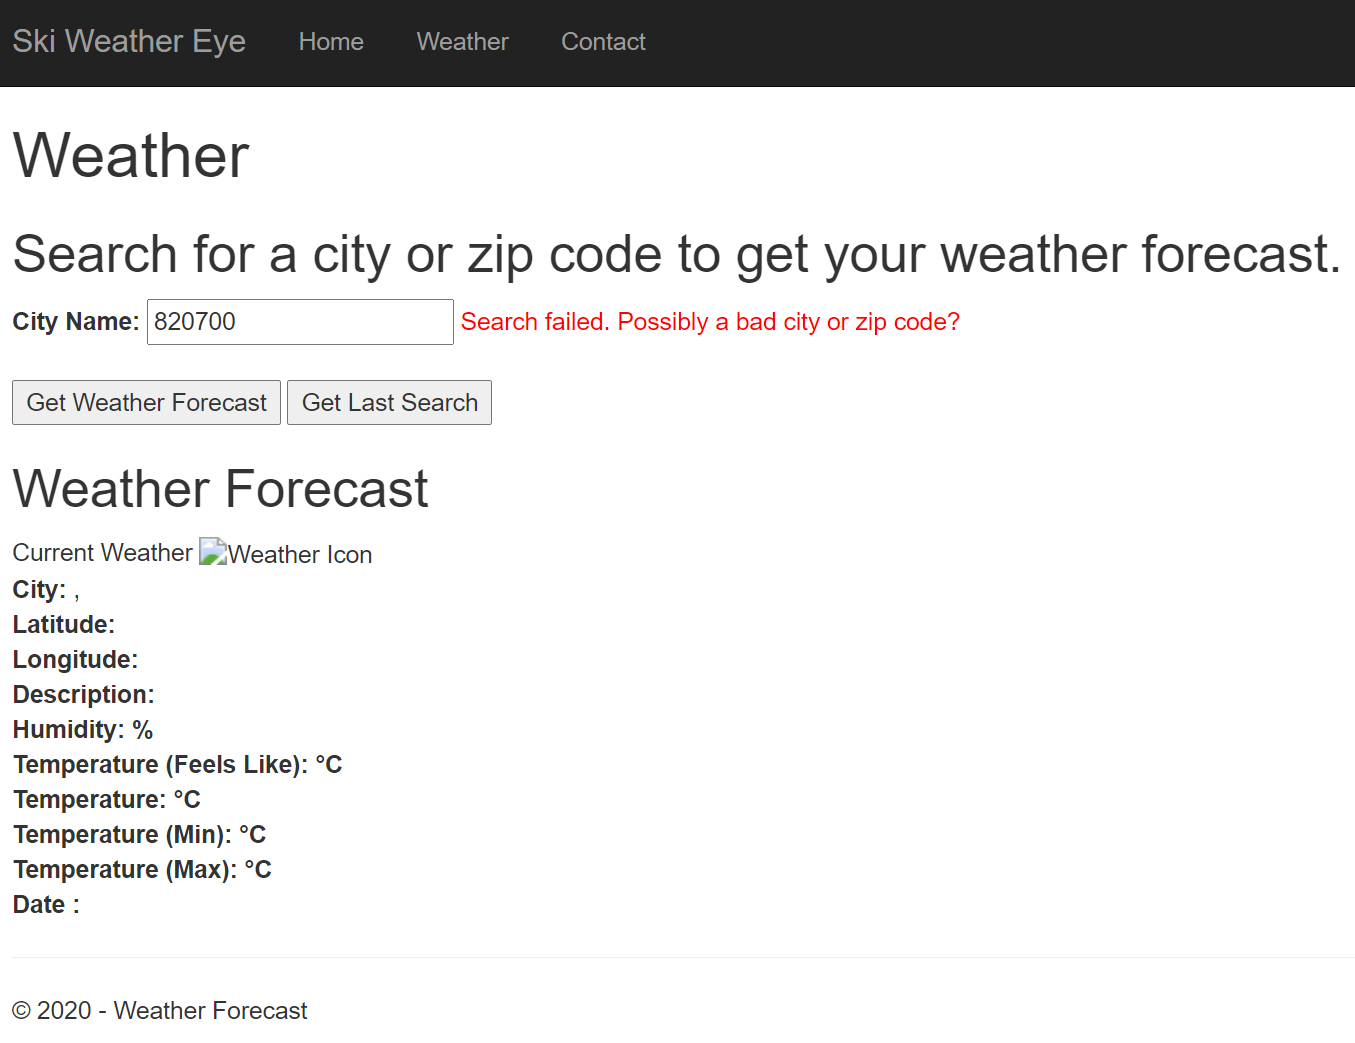 Ski Weather Eye Home Weather Contact
Weather
Search for a city or zip code to get your weather forecast.
City Name: 820700 Search failed. Possibly a bad city or zip code?
Get Weather Forecast Get Last Search
Weather Forecast
Current Weather Weather Icon
City: ,
Latitude:
Longitude:
Description:
Humidity: %
Temperature (Feels Like): °C
Temperature: °C
Temperature (Min): °C
Temperature (Max): °C
Date :
© 2020 - Weather Forecast